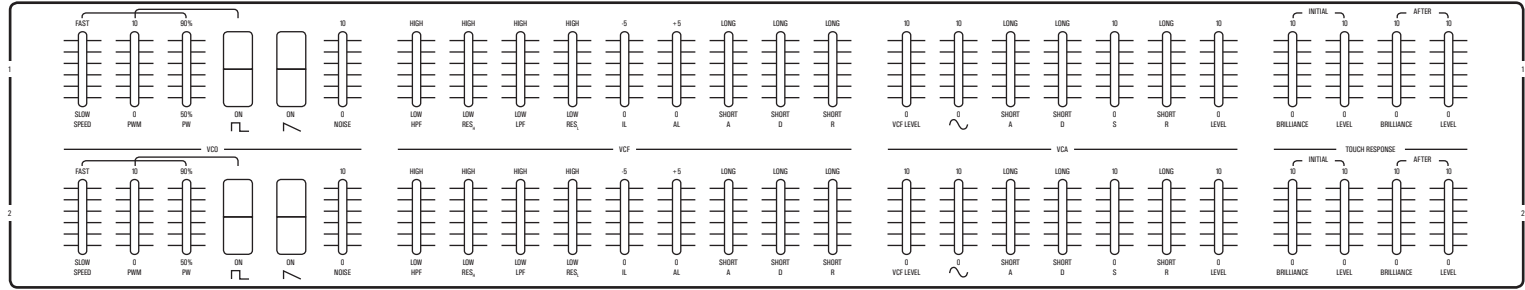 INITIAL AFTER
FAST 10 90% 10 HIGH HIGH HIGH HIGH -5 +5 LONG LONG LONG 10 10 LONG LONG 10 LONG 10 10 10 10 10
1 1
SLOW 0 50% ON ON 0 LOW LOW LOW LOW 0 0 SHORT SHORT SHORT 0 0 SHORT SHORT 0 SHORT 0 0 0 0 0
SPEED PWM PW NOISE HPF RESH LPF RESL IL AL A D R VCF LEVEL A D S R LEVEL BRILLIANCE LEVEL BRILLIANCE LEVEL
VCO VCF VCA TOUCH RESPONSE
INITIAL AFTER
FAST 10 90% 10 HIGH HIGH HIGH HIGH -5 +5 LONG LONG LONG 10 10 LONG LONG 10 LONG 10 10 10 10 10
2 2
SLOW 0 50% ON ON 0 LOW LOW LOW LOW 0 0 SHORT SHORT SHORT 0 0 SHORT SHORT 0 SHORT 0 0 0 0 0
SPEED PWM PW NOISE HPF RESH LPF RESL IL AL A D R VCF LEVEL A D S R LEVEL BRILLIANCE LEVEL BRILLIANCE LEVEL